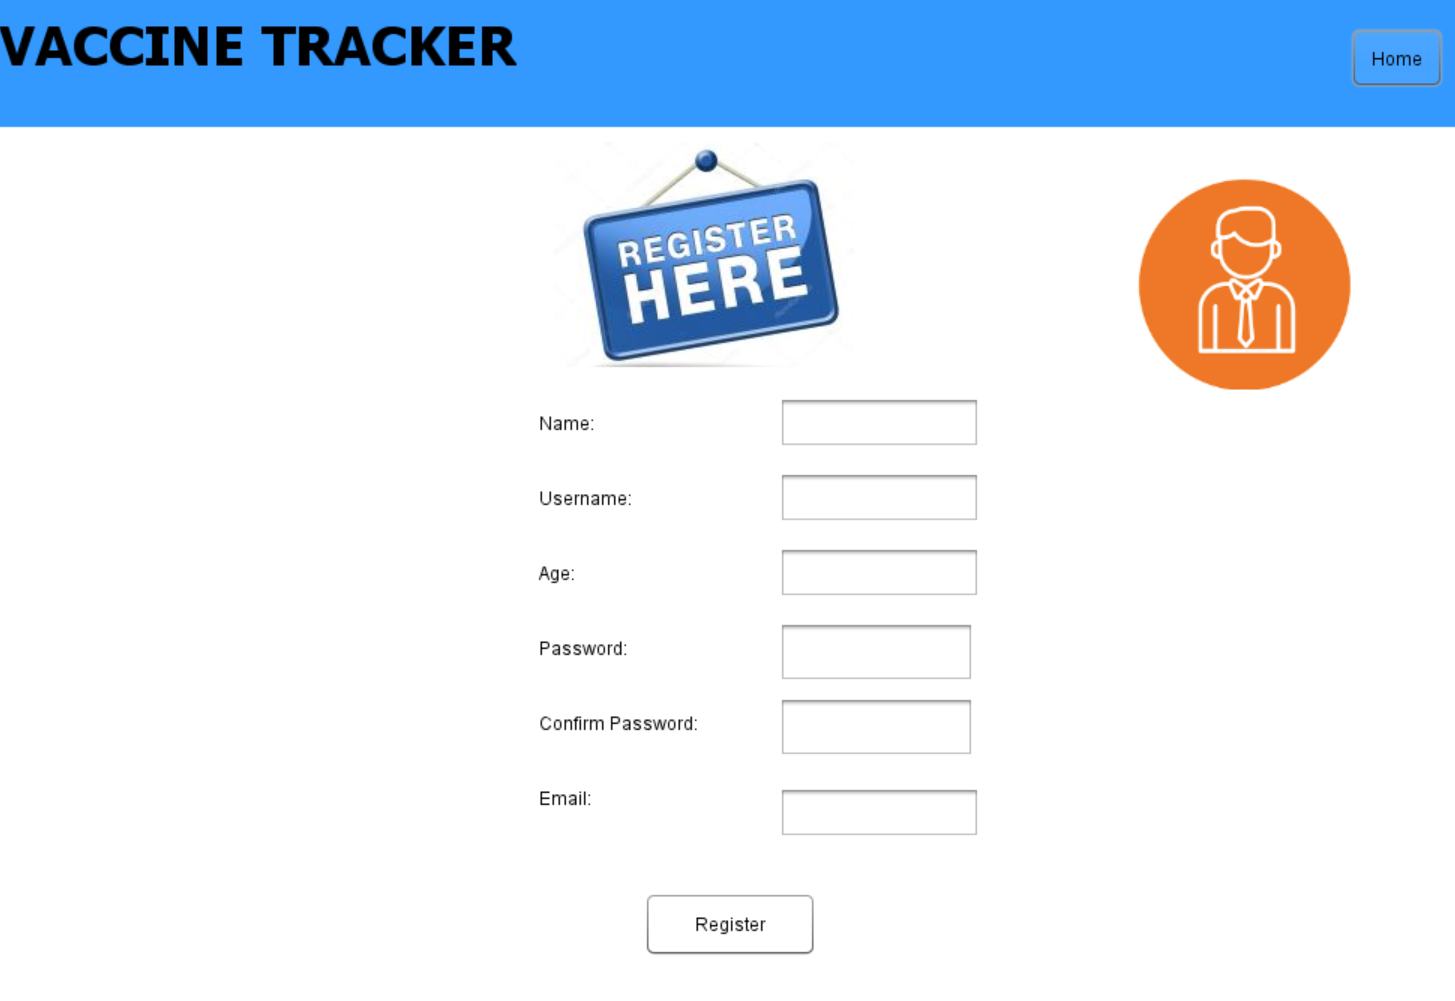 VACCINE TRACKER
Home
REGISTER
HERE
Name:
Username:
Age:
Password:
Confirm Password:
Email:
Register